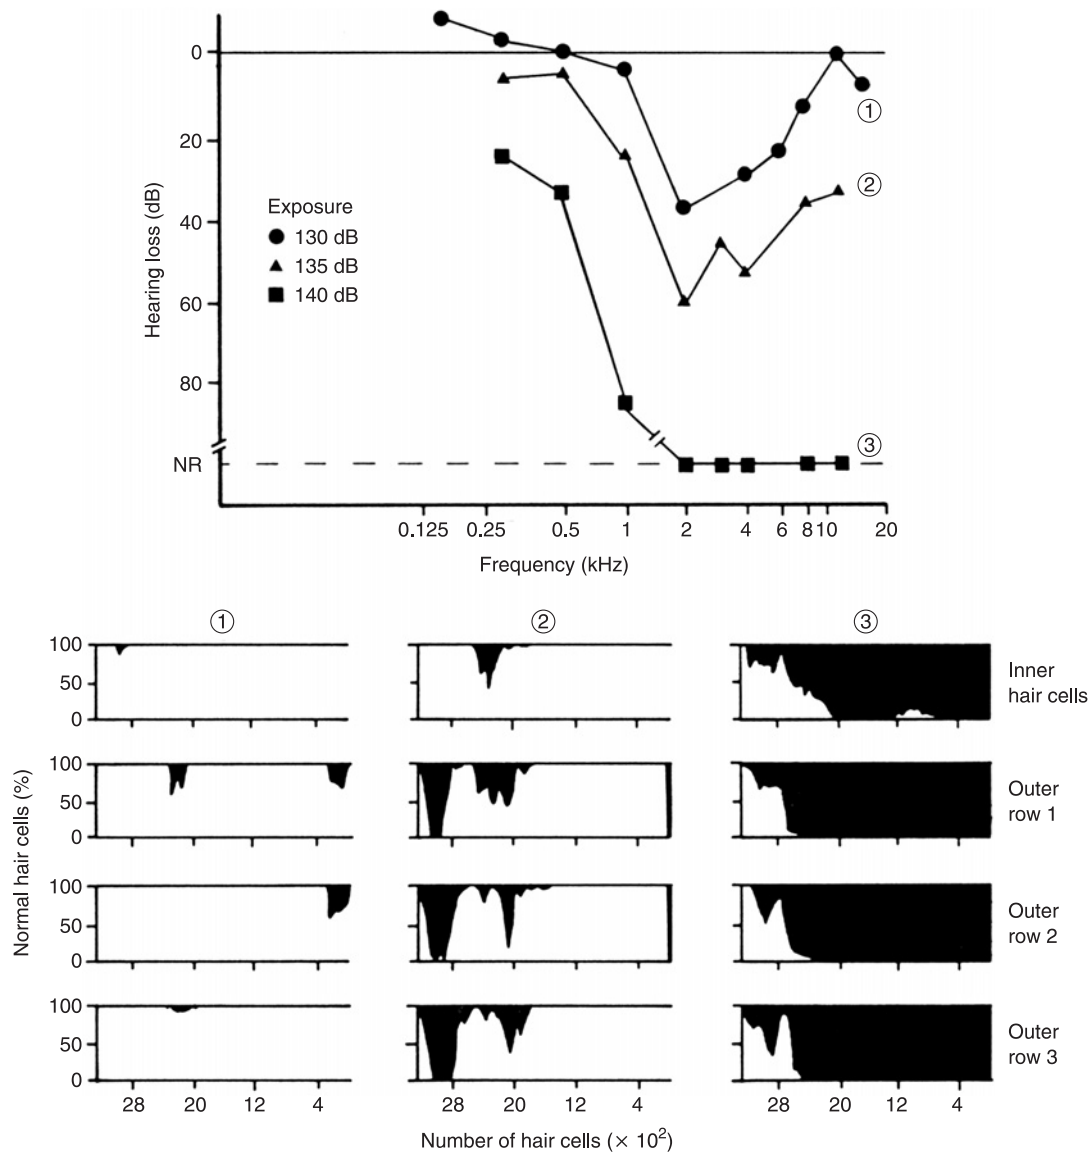 0
20
40
60
80
NR
Hearing loss (dB)
Exposure
130 dB
135 dB
140 dB
①
②
③
0.125 0.25 0.5 1 2 4 6 8 10 20
Frequency (kHz)
① ② ③
100
50
0
Inner
hair cells
100
50
0
Outer
row 1
100
50
0
Outer
row 2
100
50
0
Outer
row 3
Normal hair cells (%)
28 20 12 4 28 20 12 4 28 20 12 4
Number of hair cells (× 10²)